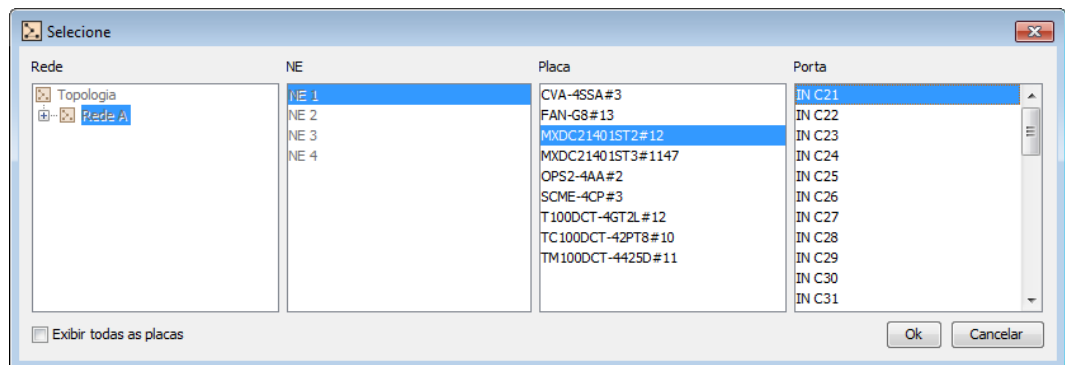 Selecione
Rede
Topologia
Rede A
NE
NE 1
NE 2
NE 3
NE 4
Placa
CVA-4SSA#3
FAN-G8#13
MXDC21401ST2#12
MXDC21401ST3#1147
OPS2-4AA#2
SCME-4CP#3
T100DCT-4GT2L#12
TC100DCT-42PT8#10
TM100DCT-4425D#11
Porta
IN C21
IN C22
IN C23
IN C24
IN C25
IN C26
IN C27
IN C28
IN C29
IN C30
IN C31
Exibir todas as placas
Ok
Cancelar